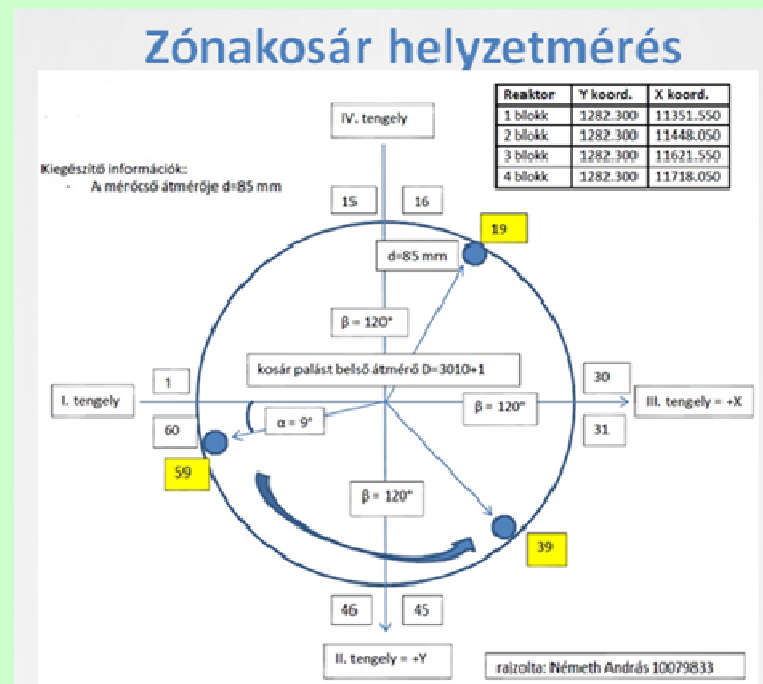 Zónakosár helyzetmérés
Reaktor Y koord. X koord.
1 blokk 1282.300 11351.550
2 blokk 1282.300 11448.050
3 blokk 1282.300 11621.550
4 blokk 1282.300 11718.050
IV. tengely
Kiegészítő információk:
- A mérőcső átmérője d=85 mm
15
16
19
d=85 mm
β = 120°
kosár palást belső átmérő D=3010+1
1
30
I. tengely
β = 120°
III. tengely = +X
α = 9°
60
31
59
β = 120°
39
46
45
II. tengely = +Y
rajzolta: Németh András 10079833